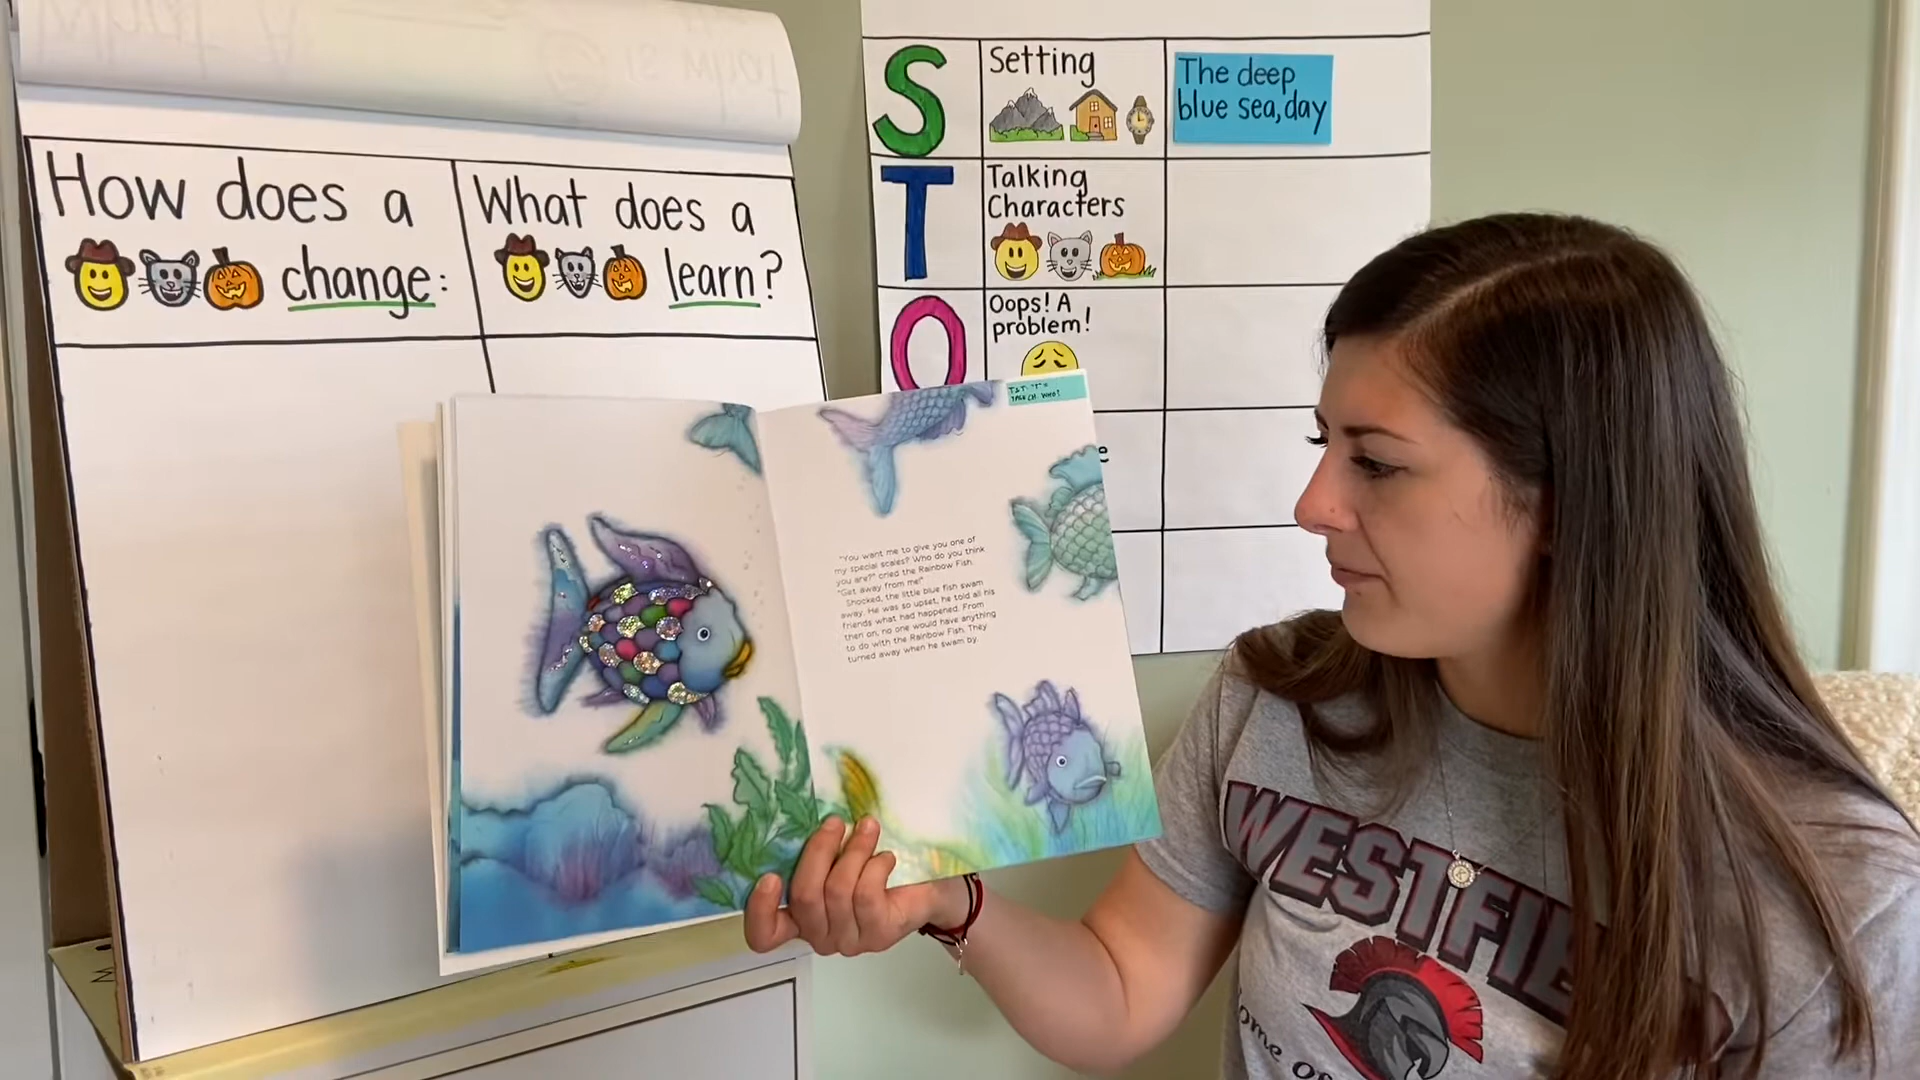 How does a
change:
What does a
learn?
S
Setting
The deep
blue sea, day
T
Talking
Characters
O
Oops! A
problem!
"You want me to give you one of
my special scales? Who do you think
you are?" cried the Rainbow Fish.
"Get away from me!"
Shocked, the little blue fish swam
away. He was so upset, he told all his
friends what had happened. From
then on, no one would have anything
to do with the Rainbow Fish. They
turned away when he swam by.
WESTFIE
ome of